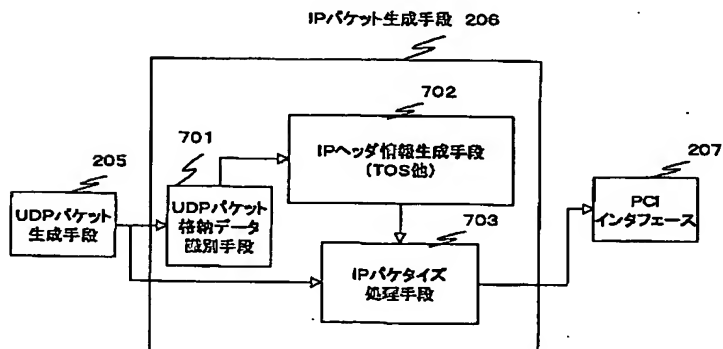 IPパケット生成手段 206
702
701
IPヘッダ情報生成手段
(TOS他)
207
205
UDPパケット
生成手段
UDPパケット
格納データ
識別手段
703
PCI
インタフェース
IPパケタイズ
処理手段